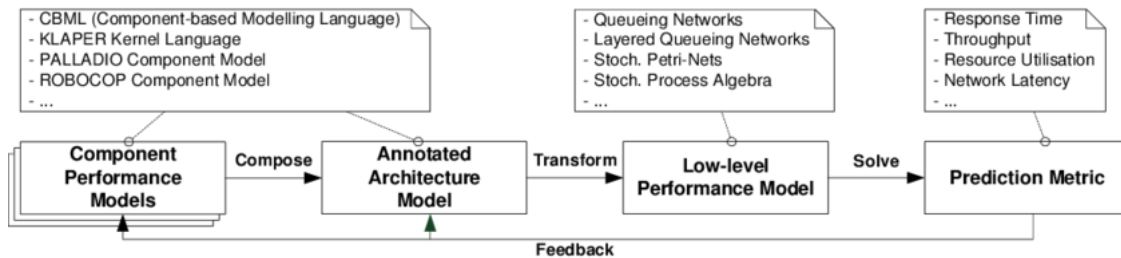 - CBML (Component-based Modelling Language)
- KLAPER Kernel Language
- PALLADIO Component Model
- ROBOCOP Component Model
- ...
- Queueing Networks
- Layered Queueing Networks
- Stoch. Petri-Nets
- Stoch. Process Algebra
- ...
- Response Time
- Throughput
- Resource Utilisation
- Network Latency
- ...
Component
Performance
Models
Compose
Annotated
Architecture
Model
Transform
Low-level
Performance Model
Solve
Prediction Metric
Feedback